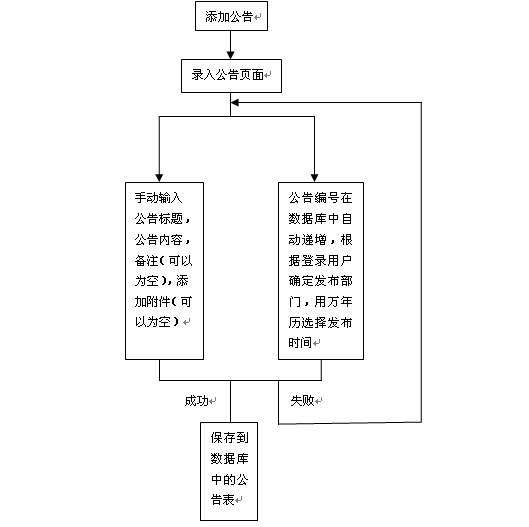 添加公告
录入公告页面
手动输入
公告标题，
公告内容，
备注(可以
为空)，添
加附件(可
以为空)
公告编号在
数据库中自
动递增，根
据登录用户
确定发布部
门，用万年
历选择发布
时间
成功
失败
保存到
数据库
中的公
告表